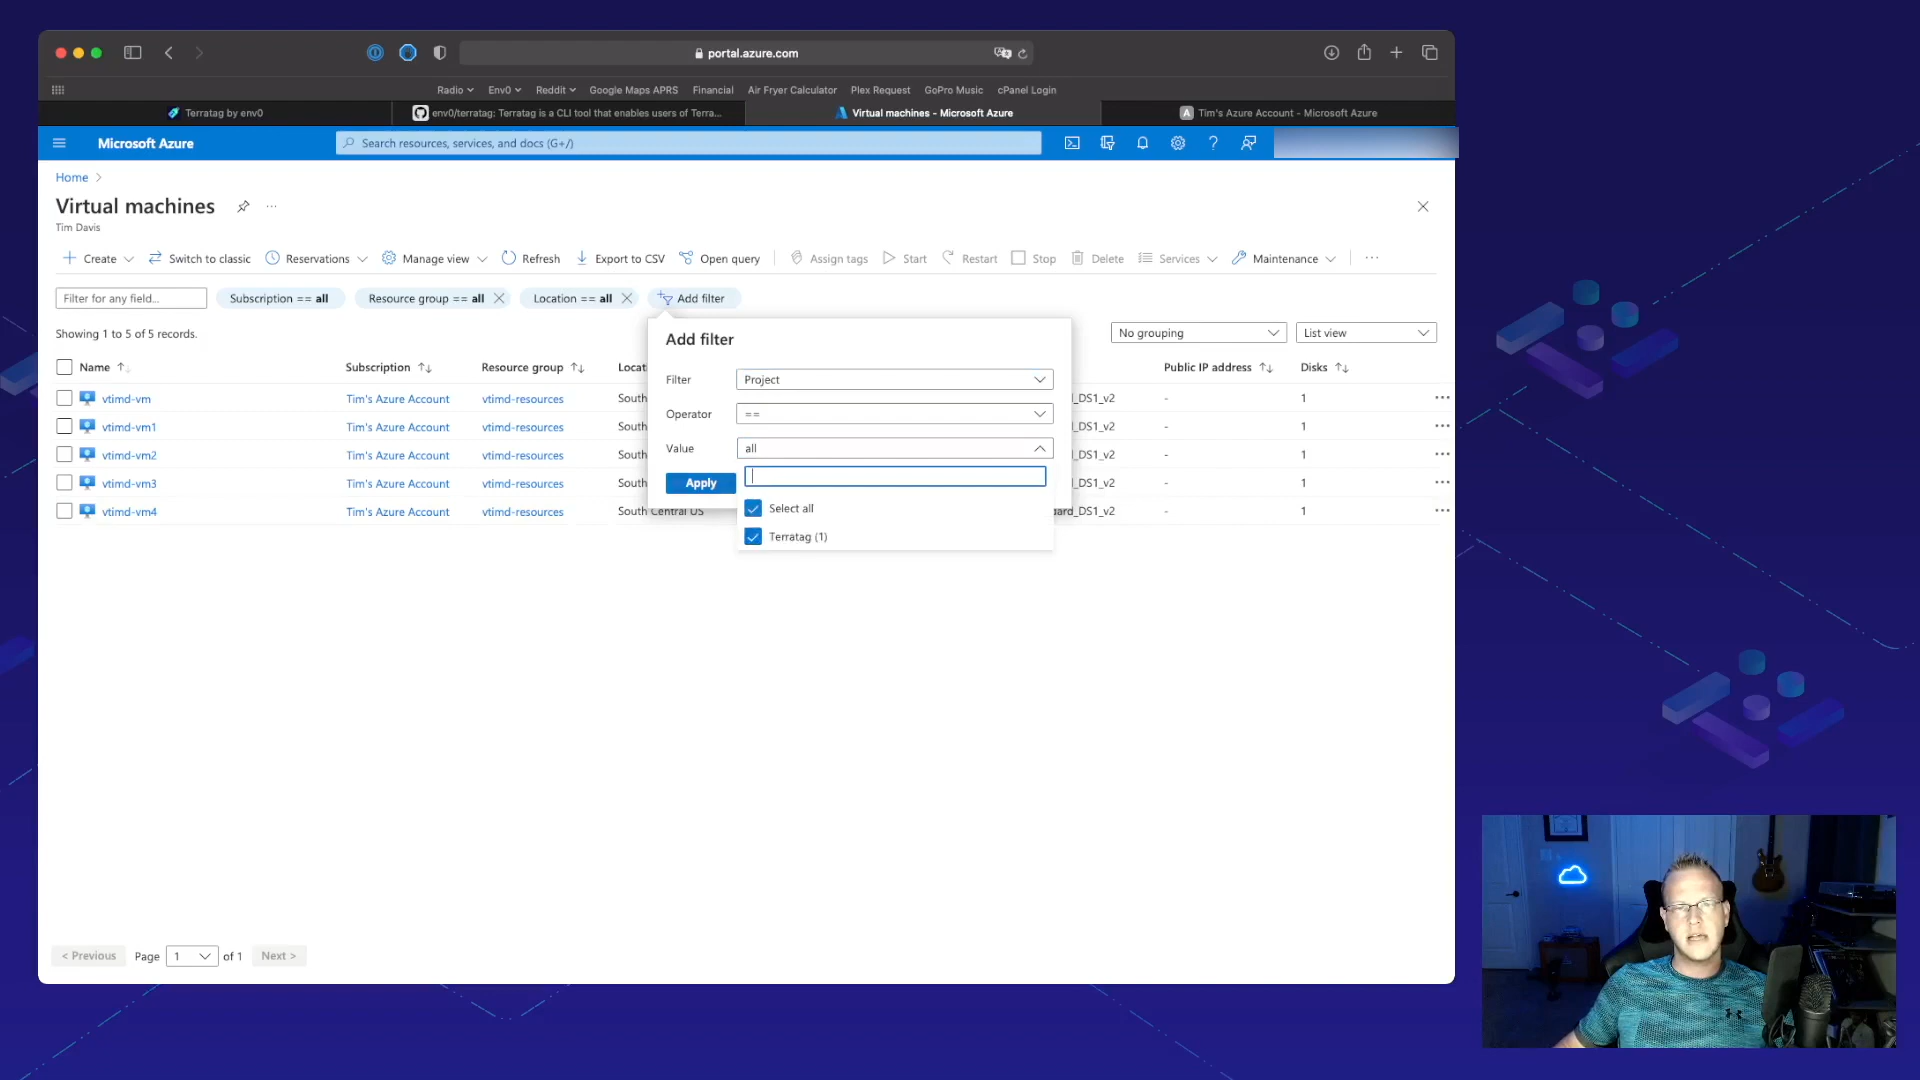 portal.azure.com
Radio Env0 Reddit Google Maps APRS Financial Air Fryer Calculator Plex Request GoPro Music cPanel Login
Terratag by env0 env0/terratag: Terratag is a CLI tool that enables users of Terra... Virtual machines - Microsoft Azure A Tim's Azure Account - Microsoft Azure
Microsoft Azure Search resources, services, and docs (G+/)
Home >
Virtual machines ...
Tim Davis
Create Switch to classic Reservations Manage view Refresh Export to CSV Open query Assign tags Start Restart Stop Delete Services Maintenance ...
Filter for any field... Subscription == all Resource group == all Location == all Add filter
Showing 1 to 5 of 5 records.
No grouping List view
Add filter
Name Subscription Resource group Locat Public IP address Disks
Filter Project
vtimd-vm Tim's Azure Account vtimd-resources South _DS1_v2 - 1 ...
Operator ==
vtimd-vm1 Tim's Azure Account vtimd-resources South _DS1_v2 - 1 ...
Value all
vtimd-vm2 Tim's Azure Account vtimd-resources South _DS1_v2 - 1 ...
vtimd-vm3 Tim's Azure Account vtimd-resources South _DS1_v2 - 1 ...
Apply
Select all
vtimd-vm4 Tim's Azure Account vtimd-resources South Central US dard_DS1_v2 - 1 ...
Terratag (1)
< Previous Page 1 of 1 Next >